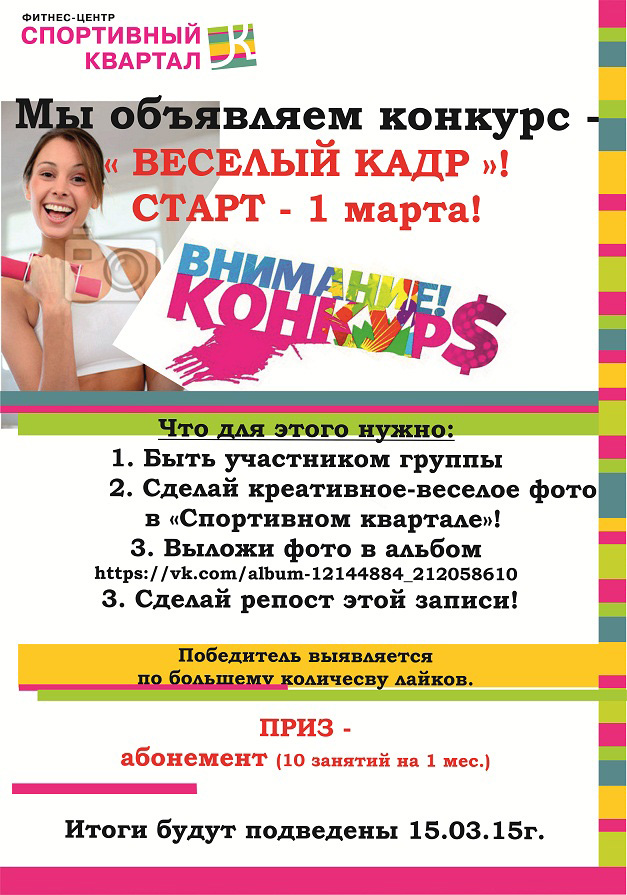 ФИТНЕС-ЦЕНТР
СПОРТИВНЫЙ
КВАРТАЛ
Мы объявляем конкурс -
« ВЕСЕЛЫЙ КАДР »!
СТАРТ - 1 марта!
ВНИМАНИЕ!
КОНКУРS
Что для этого нужно:
1. Быть участником группы
2. Сделай креативное-веселое фото
в «Спортивном квартале»!
3. Выложи фото в альбом
https://vk.com/album-12144884_212058610
3. Сделай репост этой записи!
Победитель выявляется
по большему количесву лайков.
ПРИЗ -
абонемент (10 занятий на 1 мес.)
Итоги будут подведены 15.03.15г.